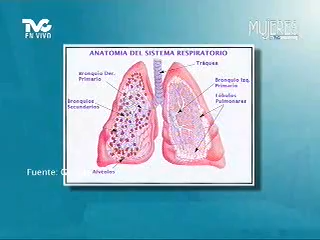 TVC
EN VIVO
MUJERES
ANATOMIA DEL SISTEMA RESPIRATORIO
Tráquea
Bronquio Der.
Primario
Bronquio Izq.
Primario
Bronquios
Secundarios
Lóbulos
Pulmonares
Alveolos
Fuente: